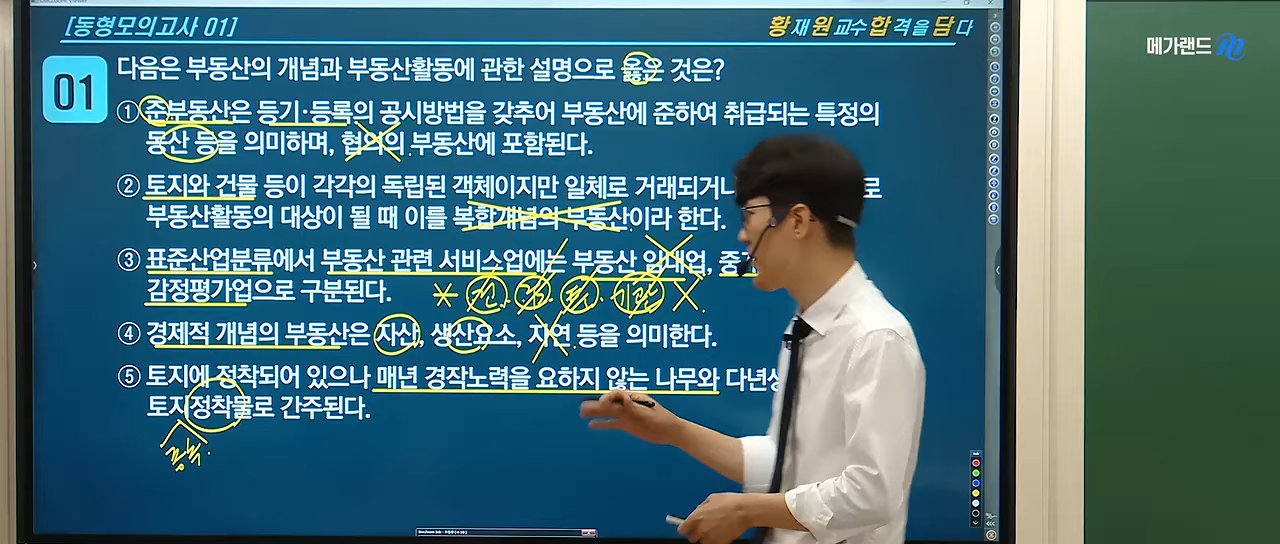 [동형모의고사 01]
황재원교수합격을담다
메가랜드
01
다음은 부동산의 개념과 부동산활동에 관한 설명으로 옳은 것은?
① 준부동산은 등기·등록의 공시방법을 갖추어 부동산에 준하여 취급되는 특정의
동산 등을 의미하며, 협의의 부동산에 포함된다.
② 토지와 건물 등이 각각의 독립된 객체이지만 일체로 거래되거나 로
부동산활동의 대상이 될 때 이를 복합개념의 부동산이라 한다.
③ 표준산업분류에서 부동산 관련 서비스업에는 부동산 임대업,
감정평가업으로 구분된다.
④ 경제적 개념의 부동산은 자산, 생산요소, 자연 등을 의미한다.
⑤ 토지에 정착되어 있으나 매년 경작노력을 요하지 않는 나무와
토지정착물로 간주된다.